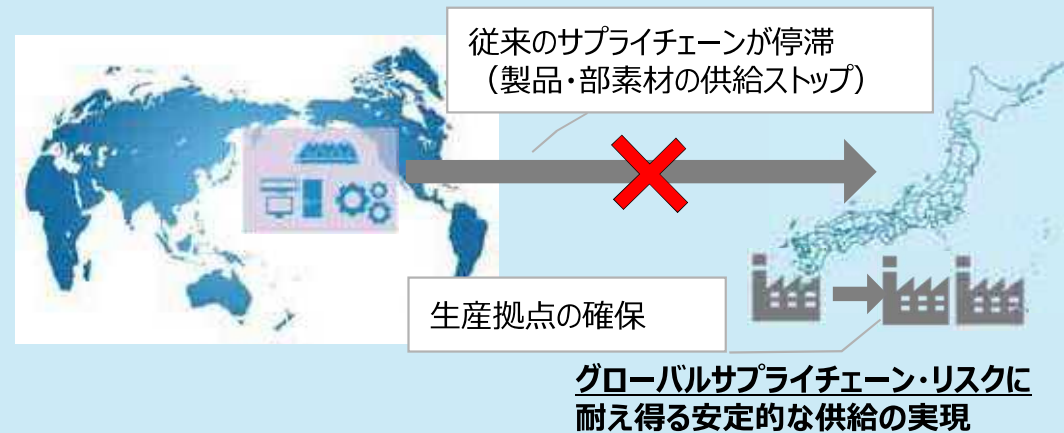 従来のサプライチェーンが停滞
（製品・部素材の供給ストップ）
生産拠点の確保
グローバルサプライチェーン・リスクに
耐え得る安定的な供給の実現